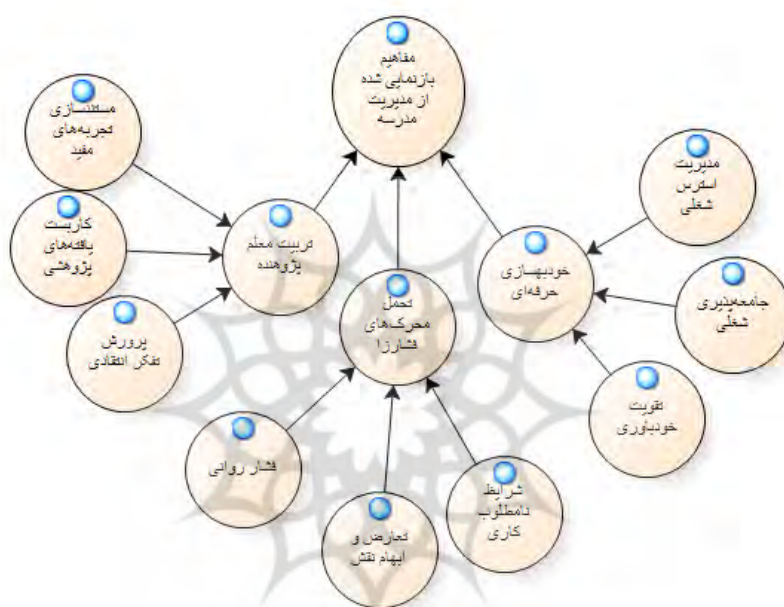 مفاهیم
بازنمایی شده
از مدیریت
مدرسه
مستندسازی
تجربه‌های
مفید
کاربست
یافته‌های
پژوهشی
پرورش
تفکر انتقادی
تربیت معلم
پژوهنده
تحمل
محرک‌های
فشارزا
خودبهسازی
حرفه‌ای
مدیریت
استرس
شغلی
جامعه‌پذیری
شغلی
تقویت
خودباوری
فشار روانی
تعارض و
ابهام نقش
شرایط
نامطلوب
کاری